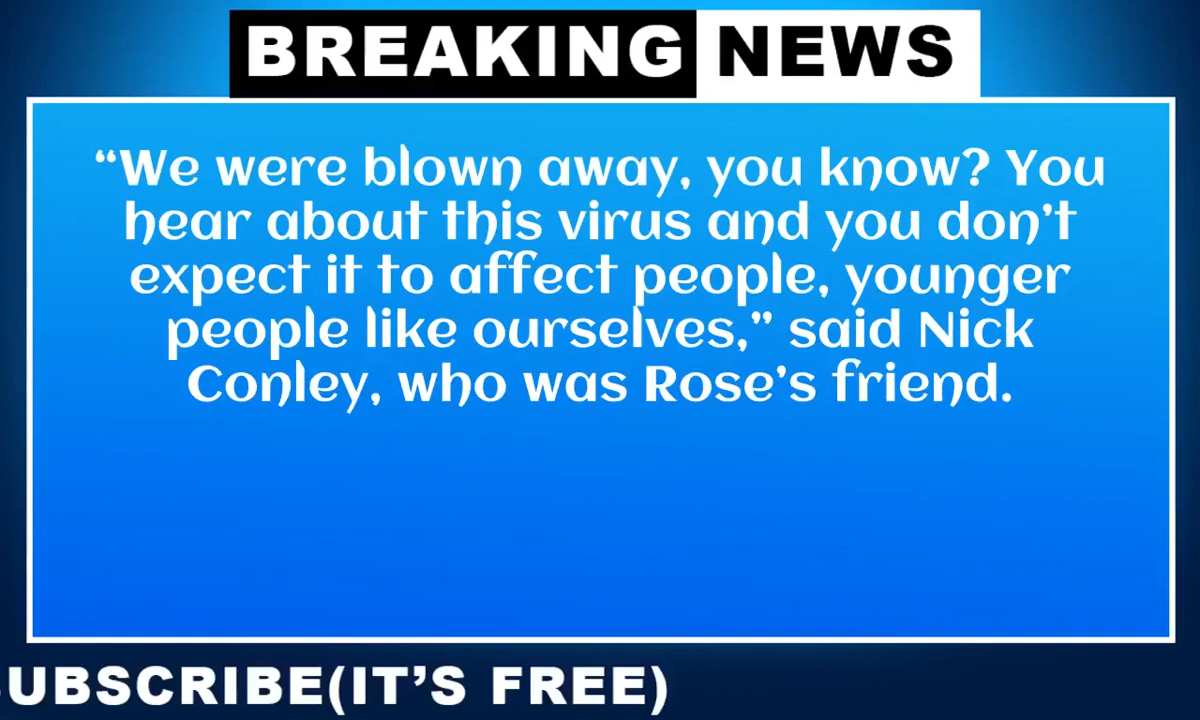 BREAKING NEWS
“We were blown away, you know? You
hear about this virus and you don’t
expect it to affect people, younger
people like ourselves,” said Nick
Conley, who was Rose’s friend.
UBSCRIBE(IT’S FREE)